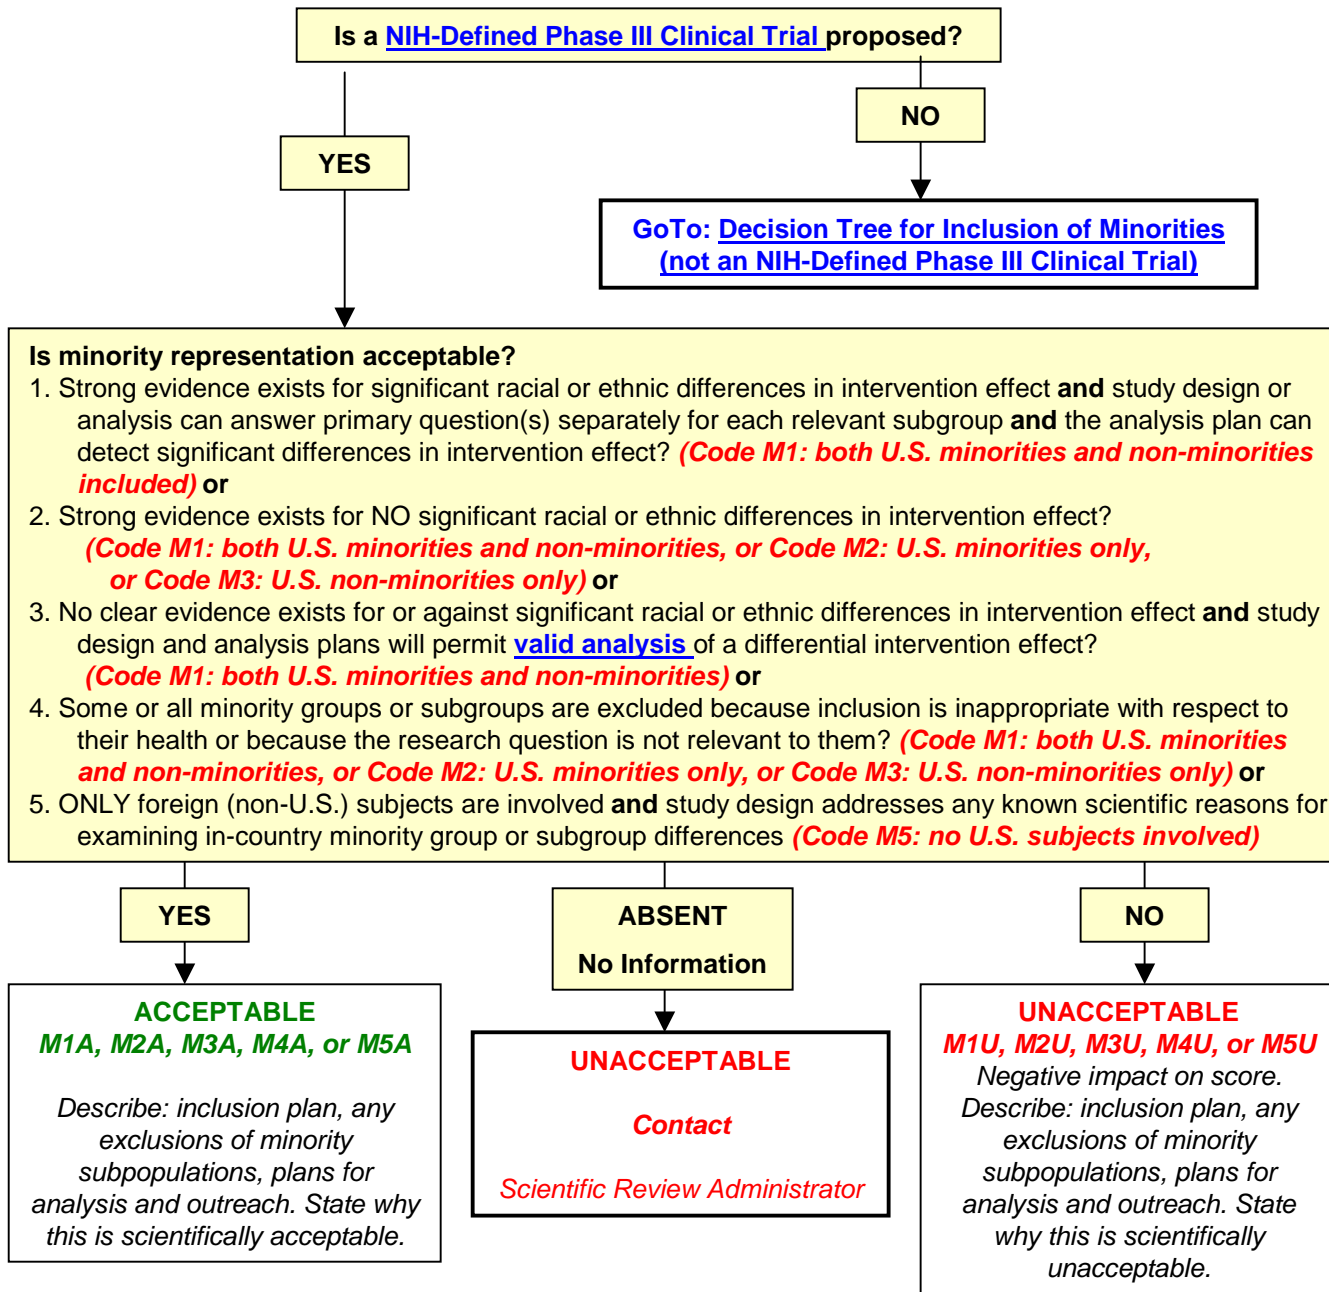 Is a NIH-Defined Phase III Clinical Trial proposed?
NO
YES
GoTo: Decision Tree for Inclusion of Minorities
(not an NIH-Defined Phase III Clinical Trial)
Is minority representation acceptable?
1. Strong evidence exists for significant racial or ethnic differences in intervention effect and study design or
analysis can answer primary question(s) separately for each relevant subgroup and the analysis plan can
detect significant differences in intervention effect? (Code M1: both U.S. minorities and non-minorities
included) or
2. Strong evidence exists for NO significant racial or ethnic differences in intervention effect?
(Code M1: both U.S. minorities and non-minorities, or Code M2: U.S. minorities only,
or Code M3: U.S. non-minorities only) or
3. No clear evidence exists for or against significant racial or ethnic differences in intervention effect and study
design and analysis plans will permit valid analysis of a differential intervention effect?
(Code M1: both U.S. minorities and non-minorities) or
4. Some or all minority groups or subgroups are excluded because inclusion is inappropriate with respect to
their health or because the research question is not relevant to them? (Code M1: both U.S. minorities
and non-minorities, or Code M2: U.S. minorities only, or Code M3: U.S. non-minorities only) or
5. ONLY foreign (non-U.S.) subjects are involved and study design addresses any known scientific reasons for
examining in-country minority group or subgroup differences (Code M5: no U.S. subjects involved)
YES
ABSENT
No Information
NO
ACCEPTABLE
M1A, M2A, M3A, M4A, or M5A
Describe: inclusion plan, any
exclusions of minority
subpopulations, plans for
analysis and outreach. State why
this is scientifically acceptable.
UNACCEPTABLE
Contact
Scientific Review Administrator
UNACCEPTABLE
M1U, M2U, M3U, M4U, or M5U
Negative impact on score.
Describe: inclusion plan, any
exclusions of minority
subpopulations, plans for
analysis and outreach. State
why this is scientifically
unacceptable.